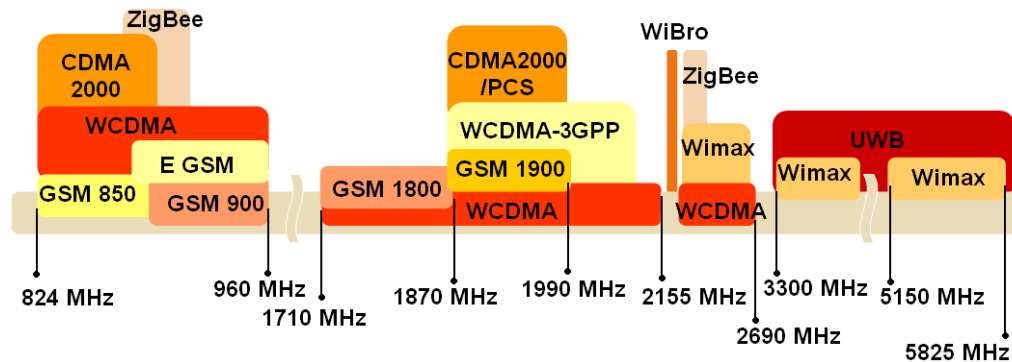 ZigBee
WiBro
CDMA
2000
CDMA2000
/PCS
ZigBee
WCDMA
WCDMA-3GPP
UWB
Wimax
E GSM
GSM 1900
Wimax
Wimax
GSM 850
GSM 900
GSM 1800
WCDMA
WCDMA
824 MHz
960 MHz
1710 MHz
1870 MHz
1990 MHz
2155 MHz
2690 MHz
3300 MHz
5150 MHz
5825 MHz